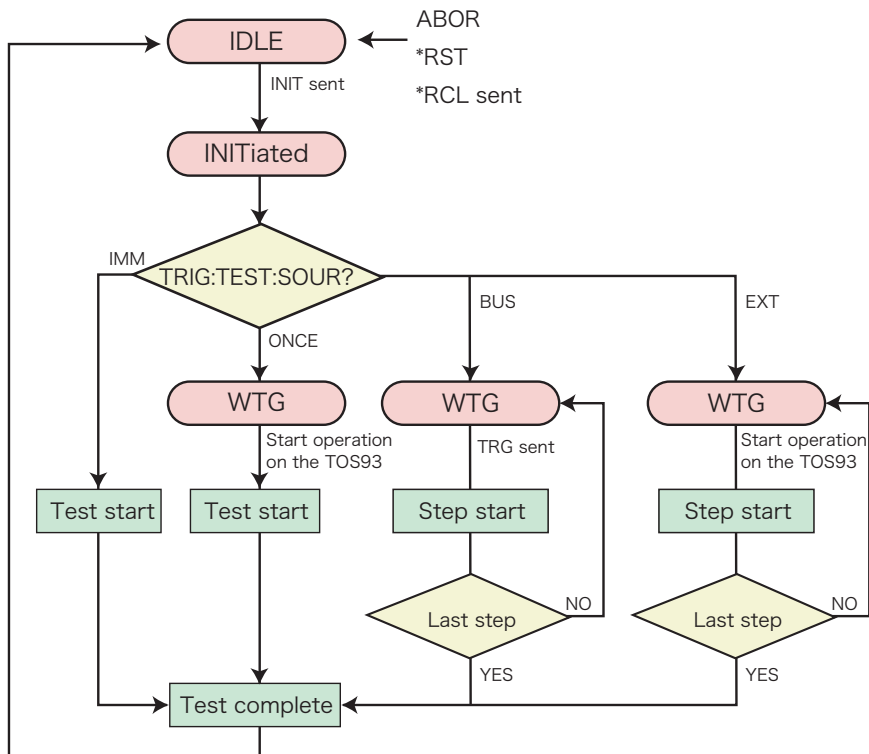 ABOR
IDLE
*RST
INIT sent
*RCL sent
INITiated
IMM
TRIG:TEST:SOUR?
BUS
EXT
ONCE
WTG
WTG
WTG
Start operation
on the TOS93
TRG sent
Start operation
on the TOS93
Test start
Test start
Step start
Step start
Last step
NO
Last step
NO
YES
YES
Test complete